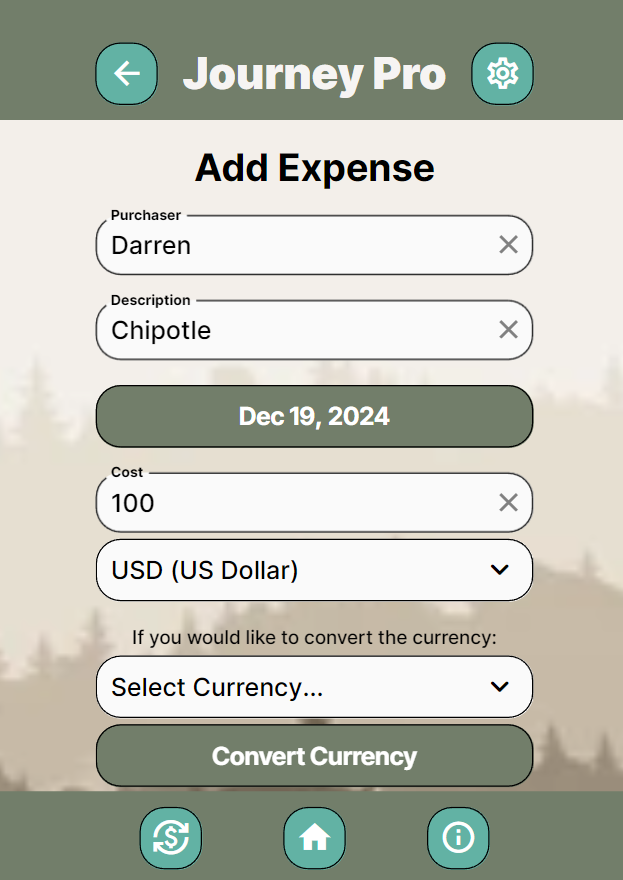 Journey Pro
Add Expense
Purchaser
Darren
Description
Chipotle
Dec 19, 2024
Cost
100
USD (US Dollar)
If you would like to convert the currency:
Select Currency...
Convert Currency